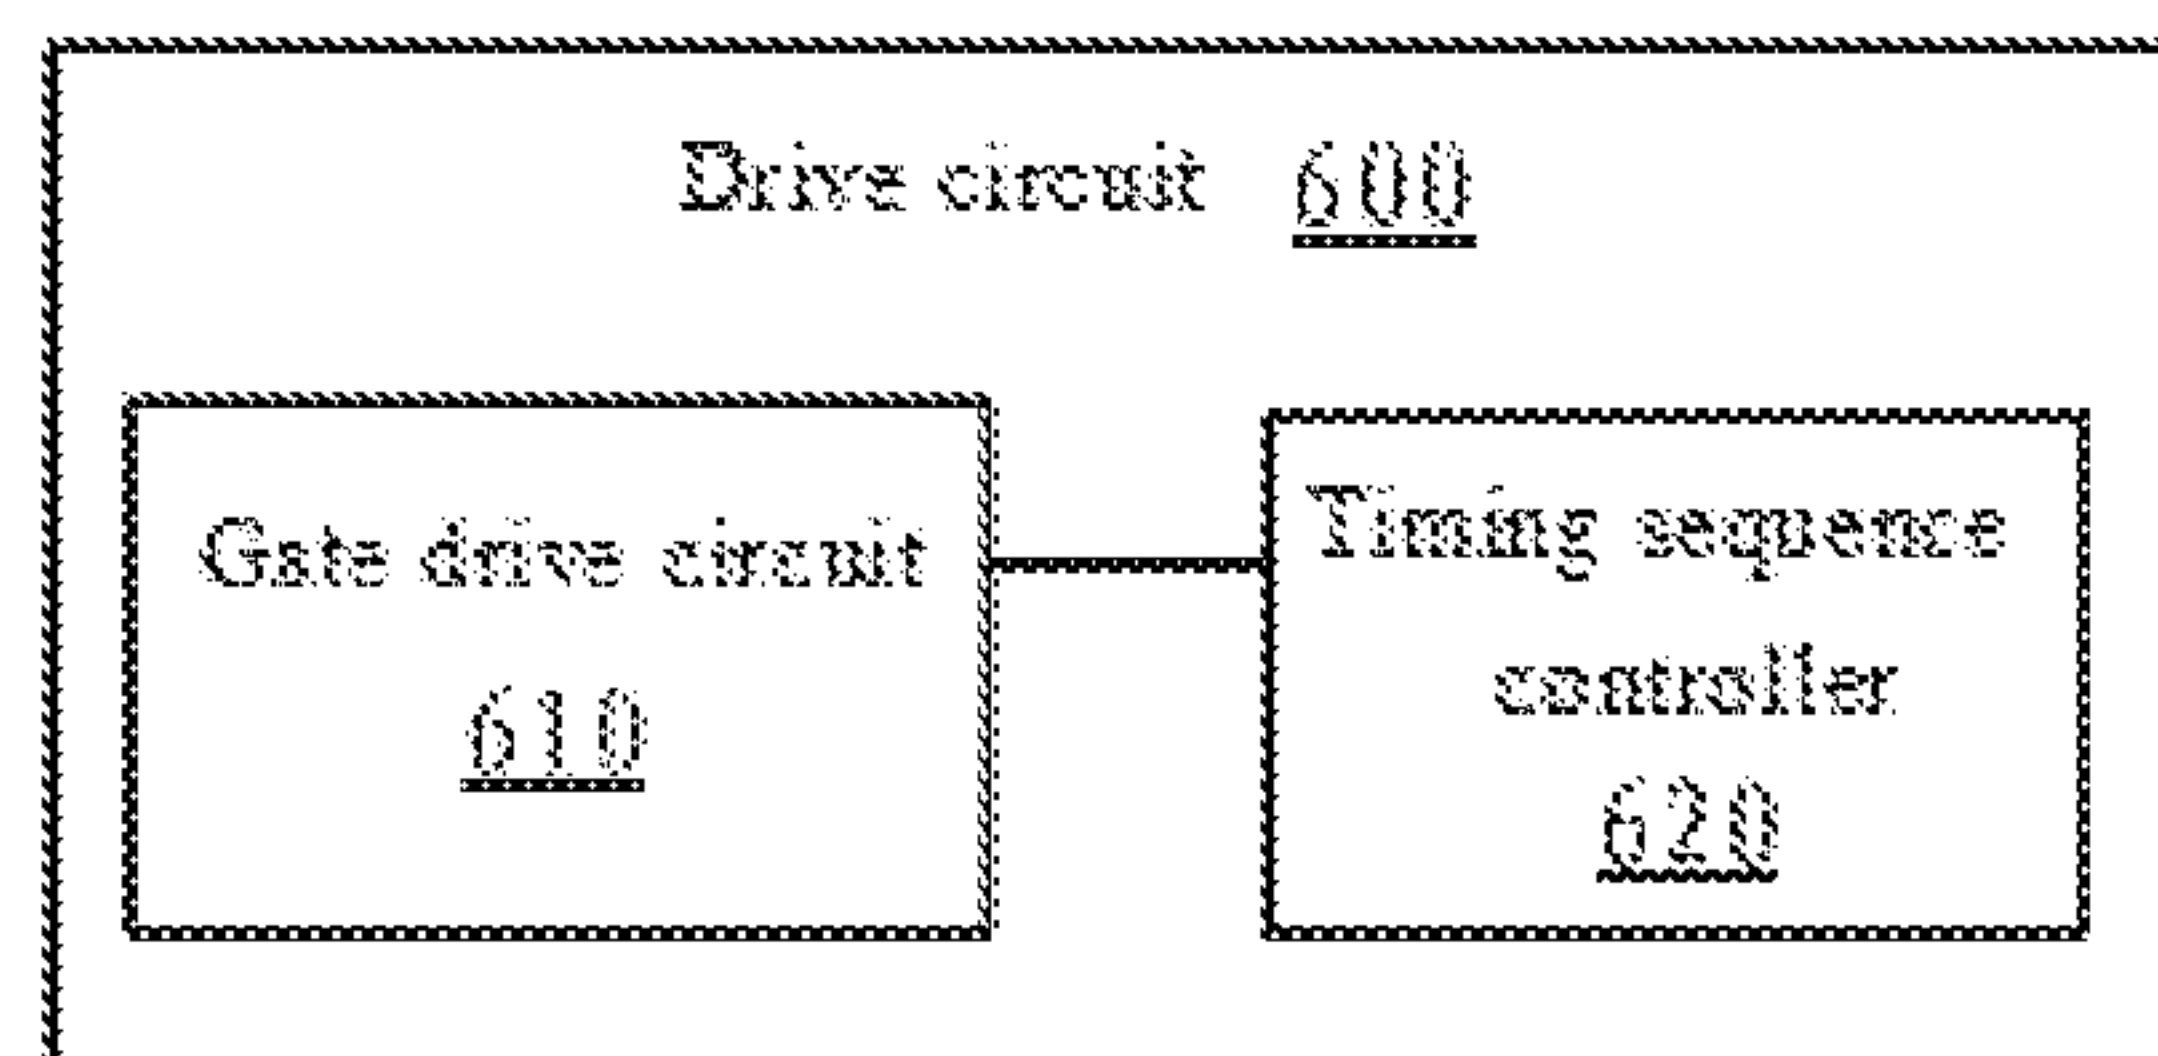 Drive circuit 600
Gate drive circuit
610
Timing sequence
controller
620